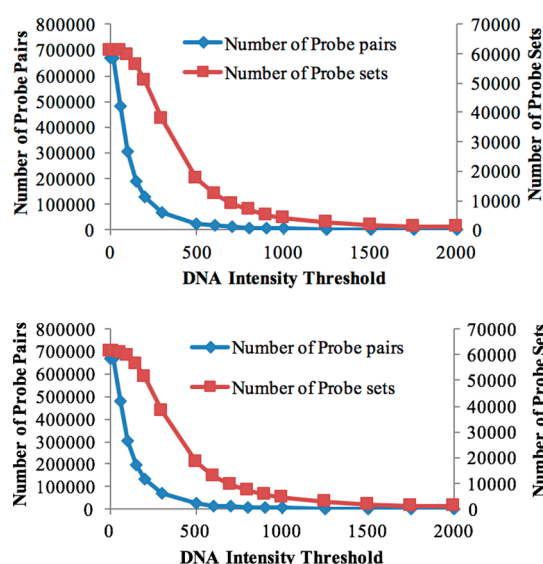 Number of Probe Pairs
800000
700000
600000
500000
400000
300000
200000
100000
0
Number of Probe pairs
Number of Probe sets
70000
60000
50000
40000
30000
20000
10000
0
Number of Probe Sets
0 500 1000 1500 2000
DNA Intensity Threshold
Number of Probe Pairs
800000
700000
600000
500000
400000
300000
200000
100000
0
Number of Probe pairs
Number of Probe sets
70000
60000
50000
40000
30000
20000
10000
0
Number of Probe Sets
0 500 1000 1500 2000
DNA Intensity Threshold